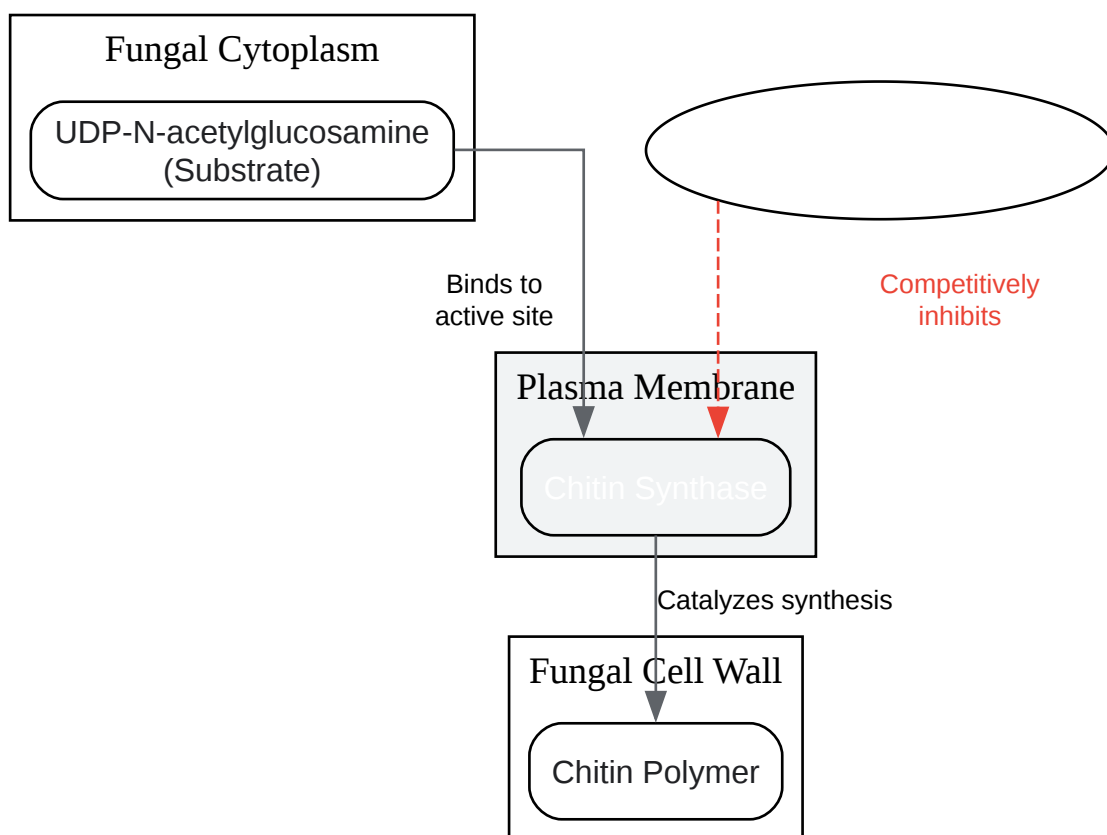 Fungal Cytoplasm
UDP-N-acetylglucosamine
(Substrate)
Binds to
active site
Competitively
inhibits
Plasma Membrane
Chitin Synthase
Catalyzes synthesis
Fungal Cell Wall
Chitin Polymer